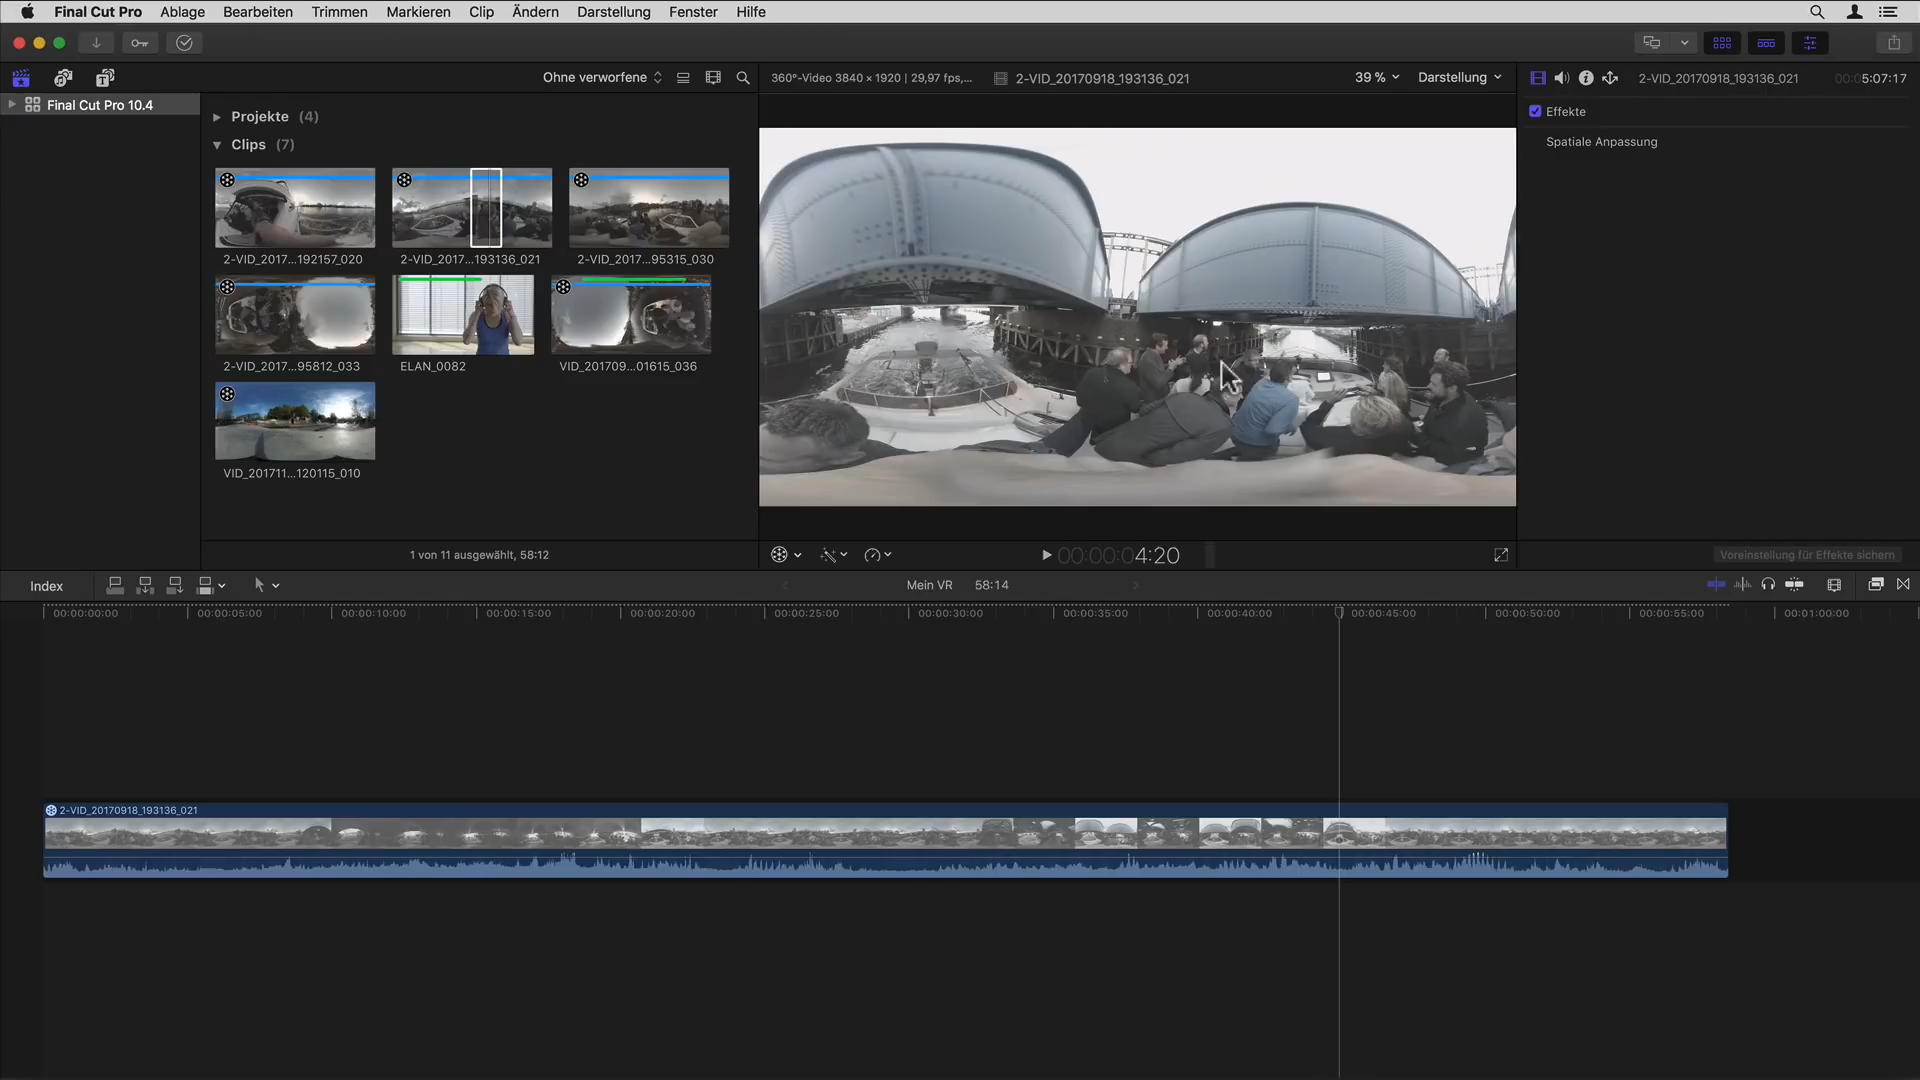 Final Cut Pro Ablage Bearbeiten Trimmen Markieren Clip Ändern Darstellung Fenster Hilfe
Ohne verworfene
360°-Video 3840 × 1920 | 29,97 fps,...
2-VID_20170918_193136_021
39 %
Darstellung
2-VID_20170918_193136_021
00:00:05:07:17
Final Cut Pro 10.4
Projekte (4)
Clips (7)
Effekte
Spatiale Anpassung
2-VID_2017...192157_020
2-VID_2017...193136_021
2-VID_2017...95315_030
2-VID_2017...95812_033
ELAN_0082
VID_201709...01615_036
VID_201711...120115_010
1 von 11 ausgewählt, 58:12
00:00:04:20
Voreinstellung für Effekte sichern
Index
Mein VR 58:14
00:00:00:00 00:00:05:00 00:00:10:00 00:00:15:00 00:00:20:00 00:00:25:00 00:00:30:00 00:00:35:00 00:00:40:00 00:00:45:00 00:00:50:00 00:00:55:00 00:01:00:00
2-VID_20170918_193136_021